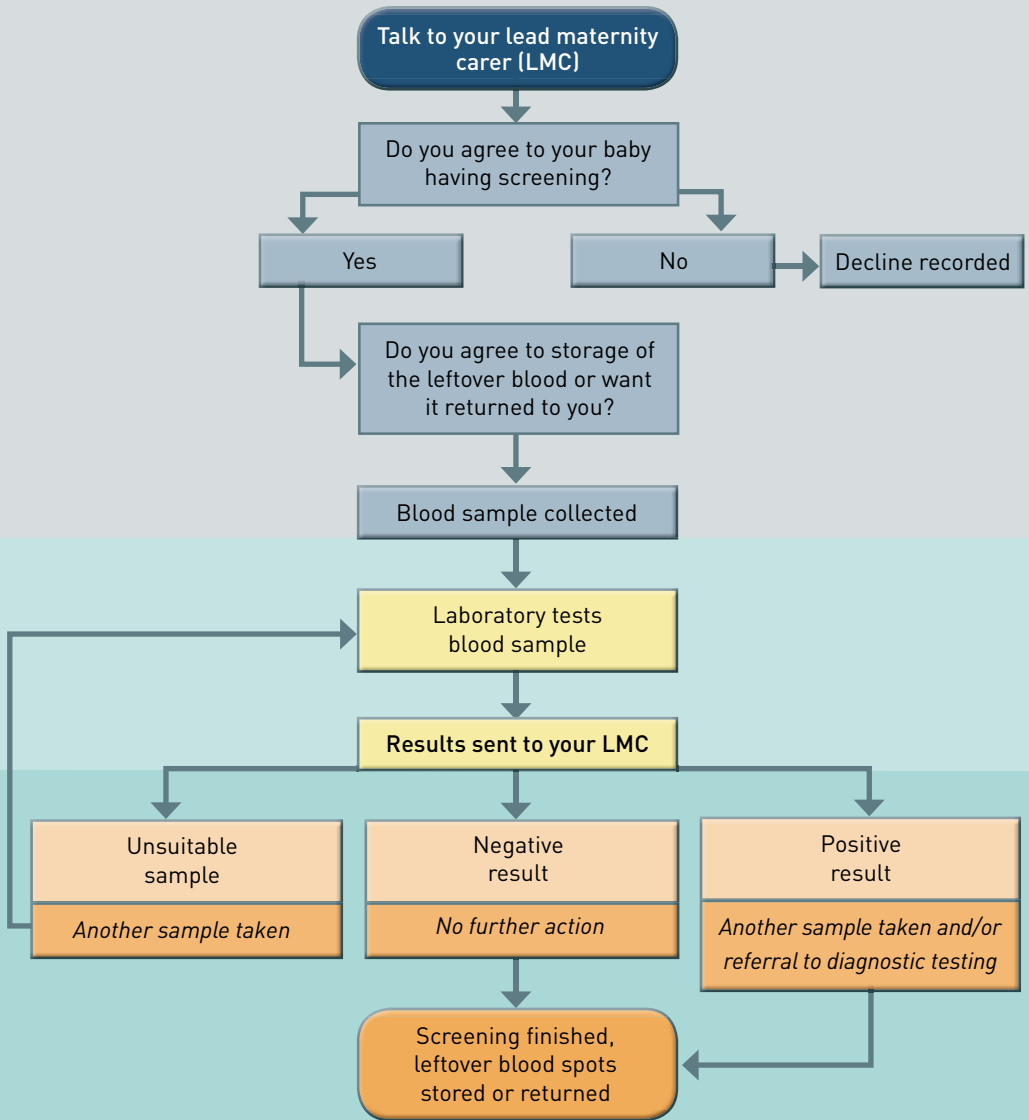 Talk to your lead maternity
carer (LMC)
Do you agree to your baby
having screening?
Yes
No
Decline recorded
Do you agree to storage of
the leftover blood or want
it returned to you?
Blood sample collected
Laboratory tests
blood sample
Results sent to your LMC
Unsuitable
sample
Another sample taken
Negative
result
No further action
Positive
result
Another sample taken and/or
referral to diagnostic testing
Screening finished,
leftover blood spots
stored or returned